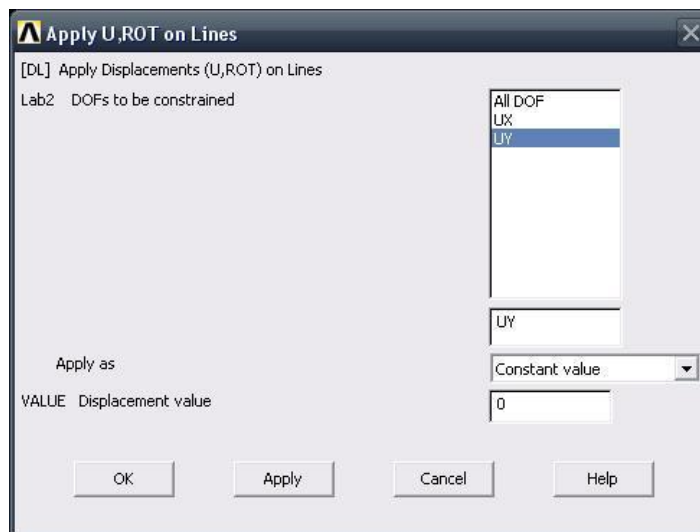 Apply U,ROT on Lines
[DL] Apply Displacements (U,ROT) on Lines
Lab2 DOFs to be constrained
All DOF
UX
UY
UY
Apply as
Constant value
VALUE Displacement value
0
OK
Apply
Cancel
Help